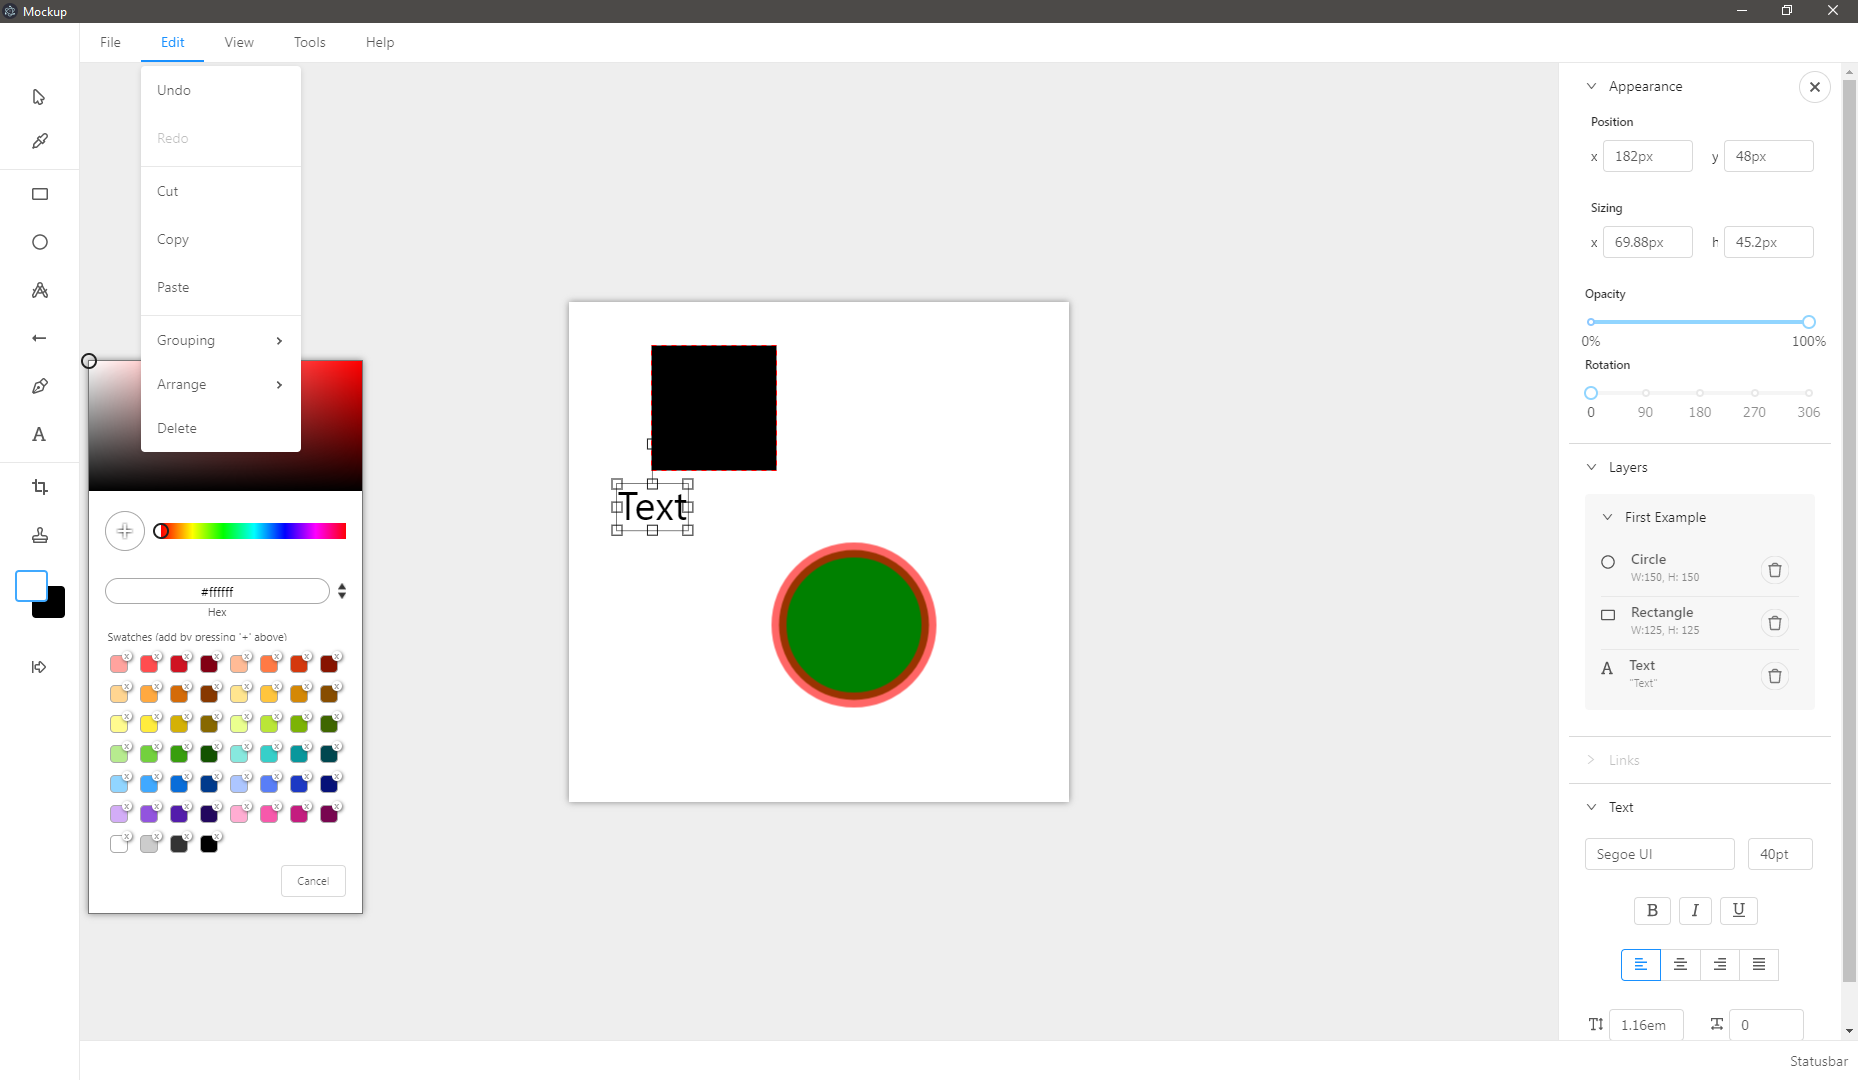 Mockup
File Edit View Tools Help
Undo
Redo
Cut
Copy
Paste
Grouping
Arrange
Delete
#ffffff
Hex
Swatches (add by pressing '+' above)
Cancel
Text
Appearance
Position
x 182px y 48px
Sizing
x 69.88px h 45.2px
Opacity
0% 100%
Rotation
0 90 180 270 306
Layers
First Example
Circle
W:150, H: 150
Rectangle
W:125, H: 125
A Text
"Text"
Links
Text
Segoe UI 40pt
B I U
1.16em 0
Statusbar